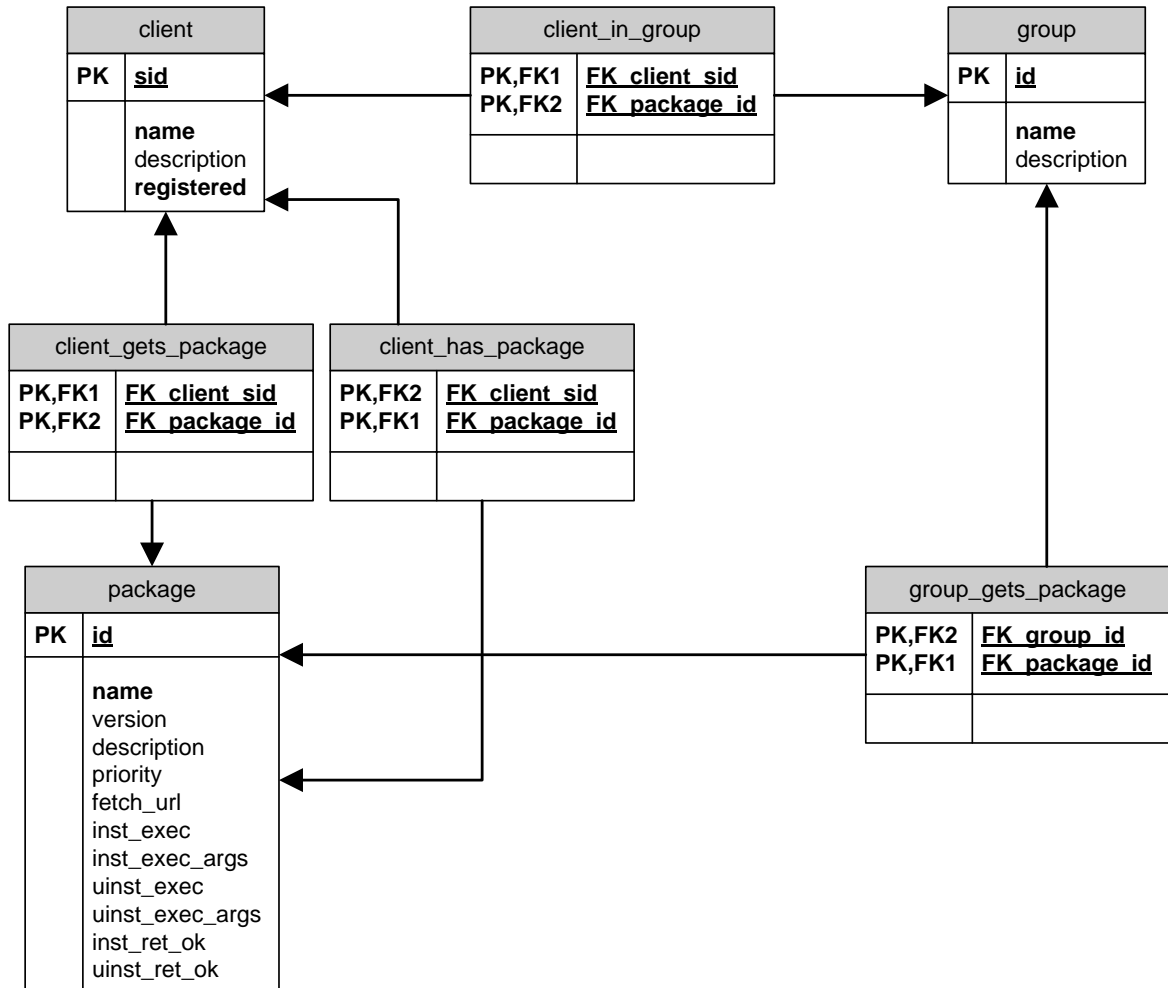 client
PK sid
name
description
registered
client_in_group
PK,FK1 FK_client_sid
PK,FK2 FK_package_id
group
PK id
name
description
client_gets_package
PK,FK1 FK_client_sid
PK,FK2 FK_package_id
client_has_package
PK,FK2 FK_client_sid
PK,FK1 FK_package_id
package
PK id
name
version
description
priority
fetch_url
inst_exec
inst_exec_args
uinst_exec
uinst_exec_args
inst_ret_ok
uinst_ret_ok
group_gets_package
PK,FK2 FK_group_id
PK,FK1 FK_package_id